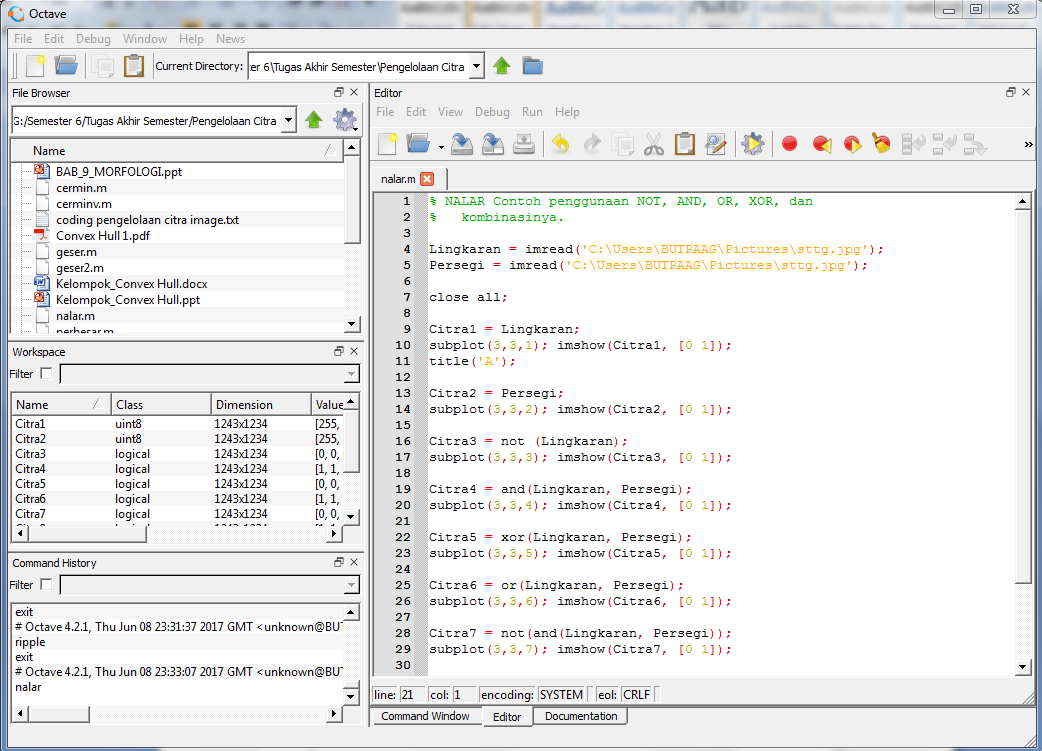 Octave
File Edit Debug Window Help News
Current Directory: er 6\Tugas Akhir Semester\Pengelolaan Citra
File Browser
G:/Semester 6/Tugas Akhir Semester/Pengelolaan Citra
Name
BAB_9_MORFOLOGI.ppt
cermin.m
cerminv.m
coding pengelolaan citra image.txt
Convex Hull 1.pdf
geser.m
geser2.m
Kelompok_Convex Hull.docx
Kelompok_Convex Hull.ppt
nalar.m
perbesar.m
Workspace
Filter
Name Class Dimension Value
Citra1 uint8 1243x1234 [255,
Citra2 uint8 1243x1234 [255,
Citra3 logical 1243x1234 [0, 0,
Citra4 logical 1243x1234 [1, 1,
Citra5 logical 1243x1234 [0, 0,
Citra6 logical 1243x1234 [1, 1,
Citra7 logical 1243x1234 [0, 0,
Command History
Filter
exit
# Octave 4.2.1, Thu Jun 08 23:31:37 2017 GMT <unknown@BUT
ripple
exit
# Octave 4.2.1, Thu Jun 08 23:33:07 2017 GMT <unknown@BUT
nalar
Editor
File Edit View Debug Run Help
nalar.m
1 % NALAR Contoh penggunaan NOT, AND, OR, XOR, dan
2 %   kombinasinya.
3
4 Lingkaran = imread('C:\Users\BUTPAAG\Pictures\sttg.jpg');
5 Persegi = imread('C:\Users\BUTPAAG\Pictures\sttg.jpg');
6
7 close all;
8
9 Citra1 = Lingkaran;
10 subplot(3,3,1); imshow(Citra1, [0 1]);
11 title('A');
12
13 Citra2 = Persegi;
14 subplot(3,3,2); imshow(Citra2, [0 1]);
15
16 Citra3 = not (Lingkaran);
17 subplot(3,3,3); imshow(Citra3, [0 1]);
18
19 Citra4 = and(Lingkaran, Persegi);
20 subplot(3,3,4); imshow(Citra4, [0 1]);
21
22 Citra5 = xor(Lingkaran, Persegi);
23 subplot(3,3,5); imshow(Citra5, [0 1]);
24
25 Citra6 = or(Lingkaran, Persegi);
26 subplot(3,3,6); imshow(Citra6, [0 1]);
27
28 Citra7 = not(and(Lingkaran, Persegi));
29 subplot(3,3,7); imshow(Citra7, [0 1]);
30
line: 21 col: 1 encoding: SYSTEM eol: CRLF
Command Window Editor Documentation